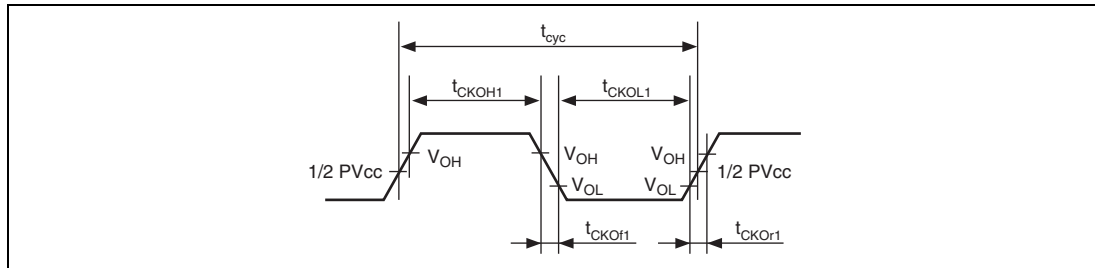 tcyc
tCKOH1 tCKOL1
1/2 PVcc VOH VOH VOH 1/2 PVcc
VOL VOL
tCKOf1 tCKOr1